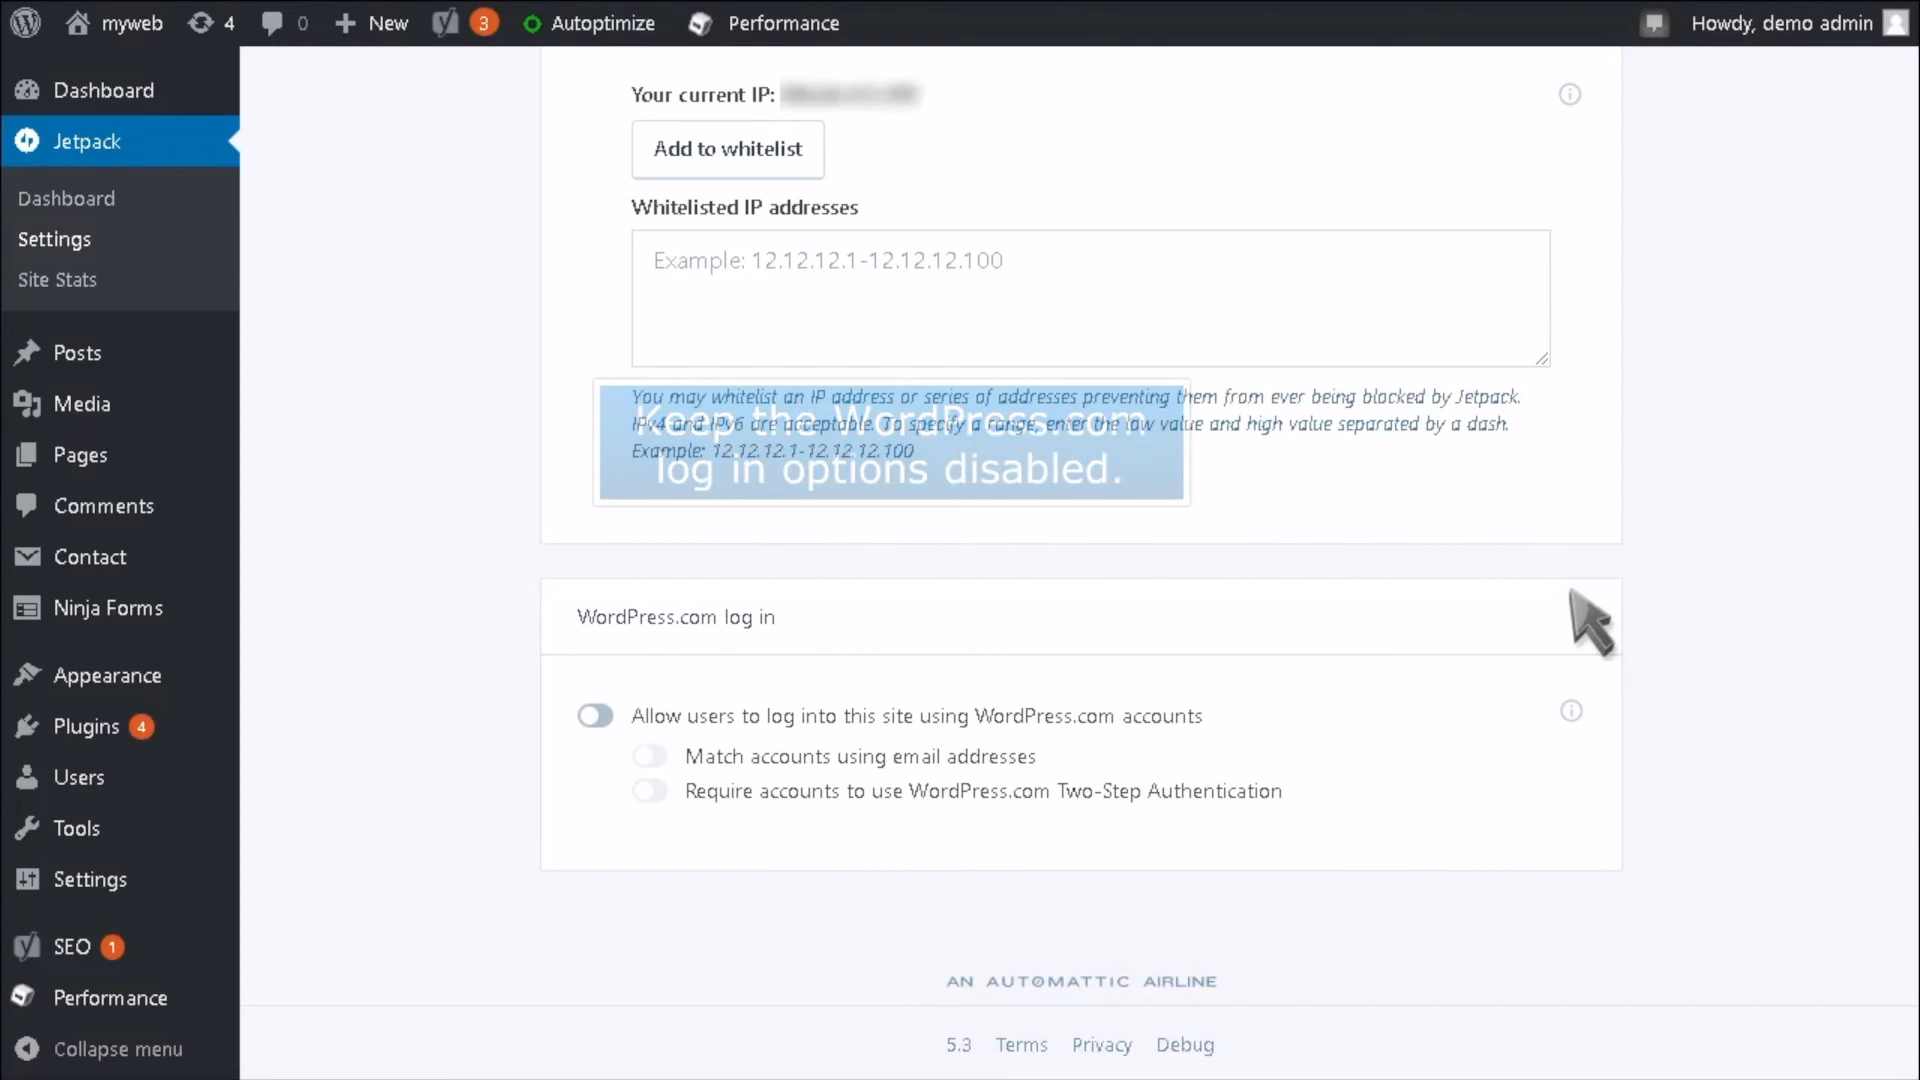 myweb 4 0 New 3 Autoptimize Performance Howdy, demo admin
Dashboard
Jetpack
Dashboard
Settings
Site Stats
Posts
Media
Pages
Comments
Contact
Ninja Forms
Appearance
Plugins 4
Users
Tools
Settings
SEO 1
Performance
Collapse menu
Your current IP:
Add to whitelist
Whitelisted IP addresses
Example: 12.12.12.1-12.12.12.100
You may whitelist an IP address or series of addresses preventing them from ever being blocked by Jetpack.
IPv4 and IPv6 are acceptable. To specify a range, enter the low value and high value separated by a dash.
Example: 12.12.12.1-12.12.12.100
Keep the WordPress.com
log in options disabled.
WordPress.com log in
Allow users to log into this site using WordPress.com accounts
Match accounts using email addresses
Require accounts to use WordPress.com Two-Step Authentication
AN AUTOMATTIC AIRLINE
5.3 Terms Privacy Debug